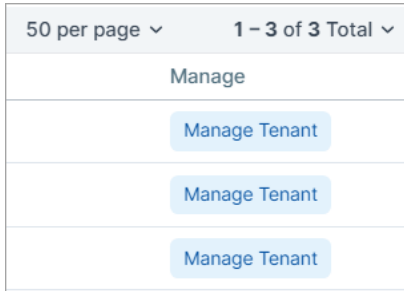 50 per page 1 – 3 of 3 Total
Manage
Manage Tenant
Manage Tenant
Manage Tenant